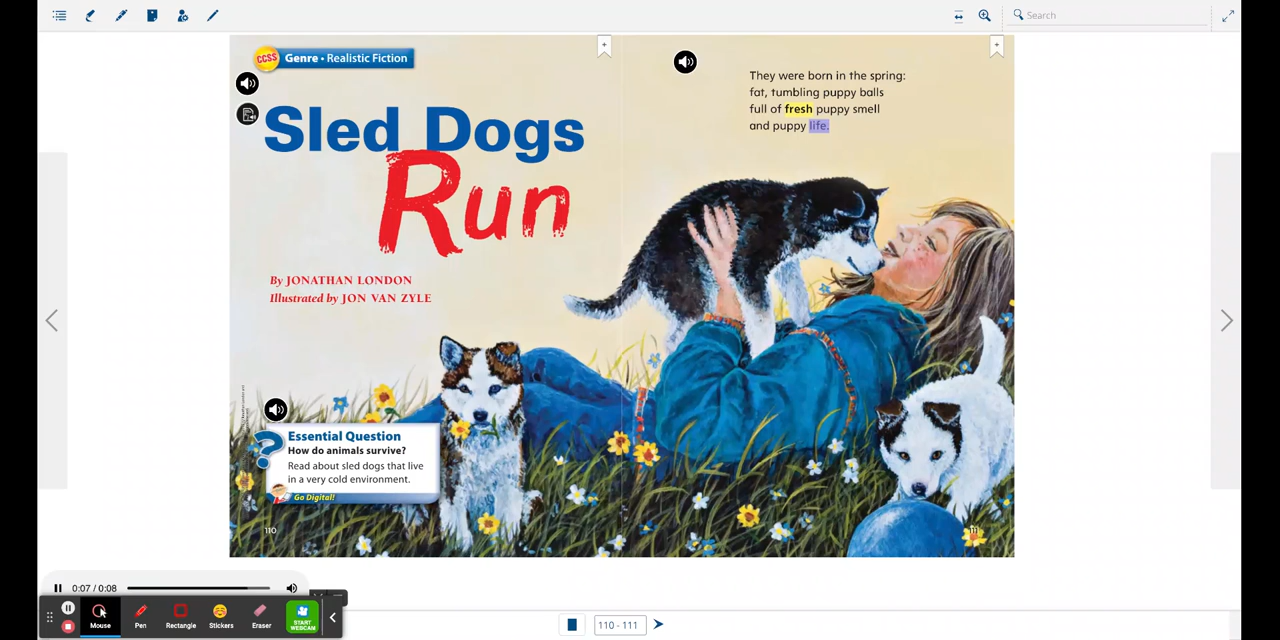 Search
CCSS
Genre • Realistic Fiction
Sled Dogs
Run
By JONATHAN LONDON
Illustrated by JON VAN ZYLE
?
Essential Question
How do animals survive?
Read about sled dogs that live
in a very cold environment.
Go Digital!
110
They were born in the spring:
fat, tumbling puppy balls
full of fresh puppy smell
and puppy life.
111
0:07 / 0:08
Mouse
Pen
Rectangle
Stickers
Eraser
START
WEBCAM
110 - 111